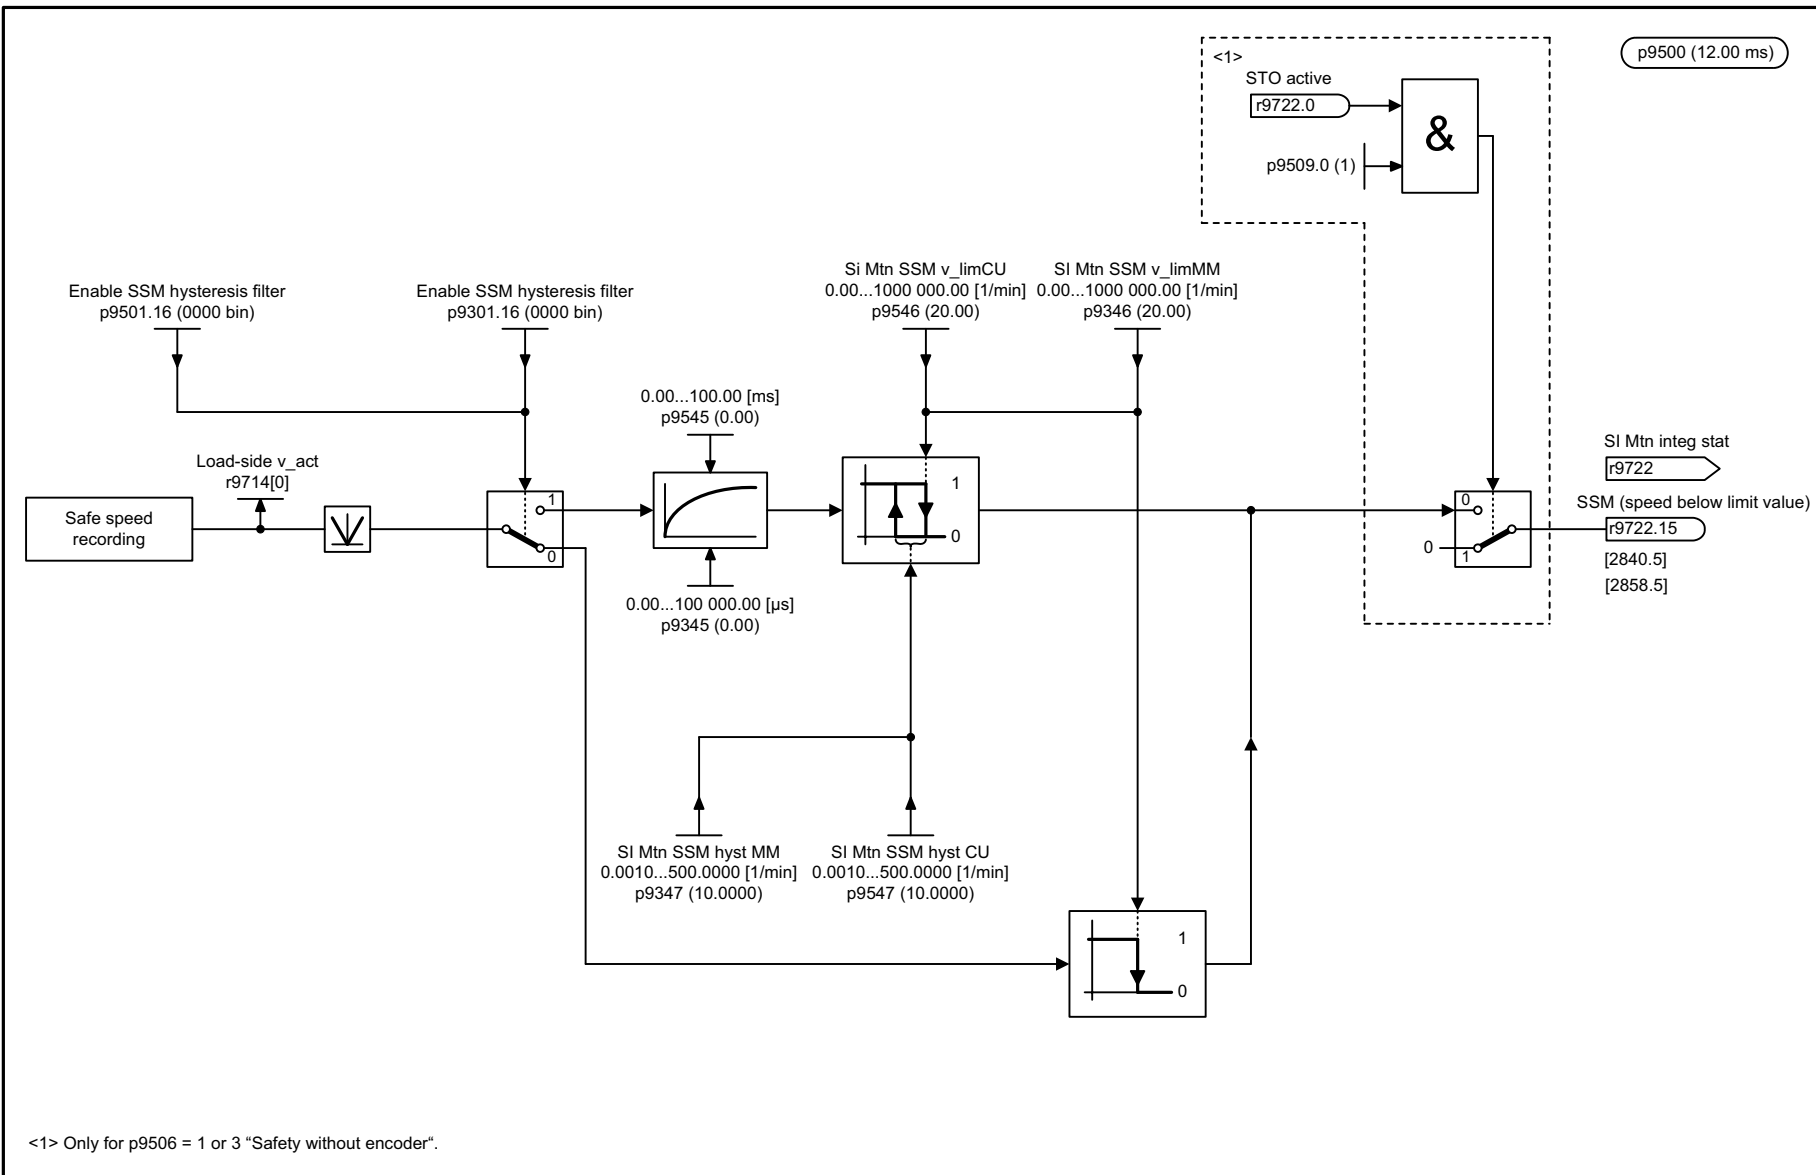 <1>
STO active
r9722.0
&
p9509.0 (1)
p9500 (12.00 ms)
Enable SSM hysteresis filter
p9501.16 (0000 bin)
Enable SSM hysteresis filter
p9301.16 (0000 bin)
Si Mtn SSM v_limCU
0.00...1000 000.00 [1/min]
p9546 (20.00)
SI Mtn SSM v_limMM
0.00...1000 000.00 [1/min]
p9346 (20.00)
0.00...100.00 [ms]
p9545 (0.00)
Load-side v_act
r9714[0]
Safe speed
recording
1
0
1
0
0.00...100 000.00 [µs]
p9345 (0.00)
0
0
1
SI Mtn integ stat
r9722
SSM (speed below limit value)
r9722.15
[2840.5]
[2858.5]
SI Mtn SSM hyst MM
0.0010...500.0000 [1/min]
p9347 (10.0000)
SI Mtn SSM hyst CU
0.0010...500.0000 [1/min]
p9547 (10.0000)
1
0
<1> Only for p9506 = 1 or 3 “Safety without encoder“.